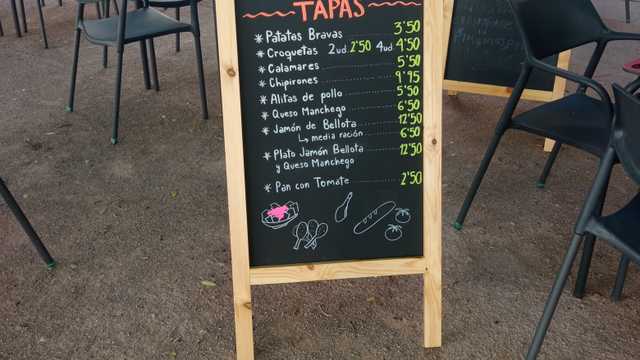 TAPAS
* Patatas Bravas 3'50
* Croquetas 2ud. 2'50 4ud 4'50
* Calamares 5'50
* Chipirones 9'95
* Alitas de pollo 5'50
* Queso Manchego 6'50
* Jamón de Bellota 12'50
↳ media ración 6'50
* Plato Jamón Bellota 12'50
y Queso Manchego
* Pan con Tomate 2'50